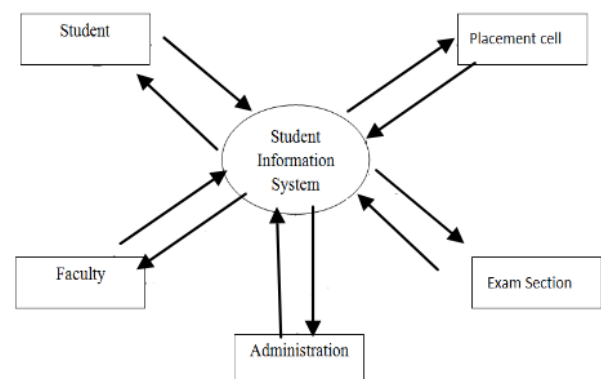 Student
Placement cell
Student
Information
System
Faculty
Exam Section
Administration